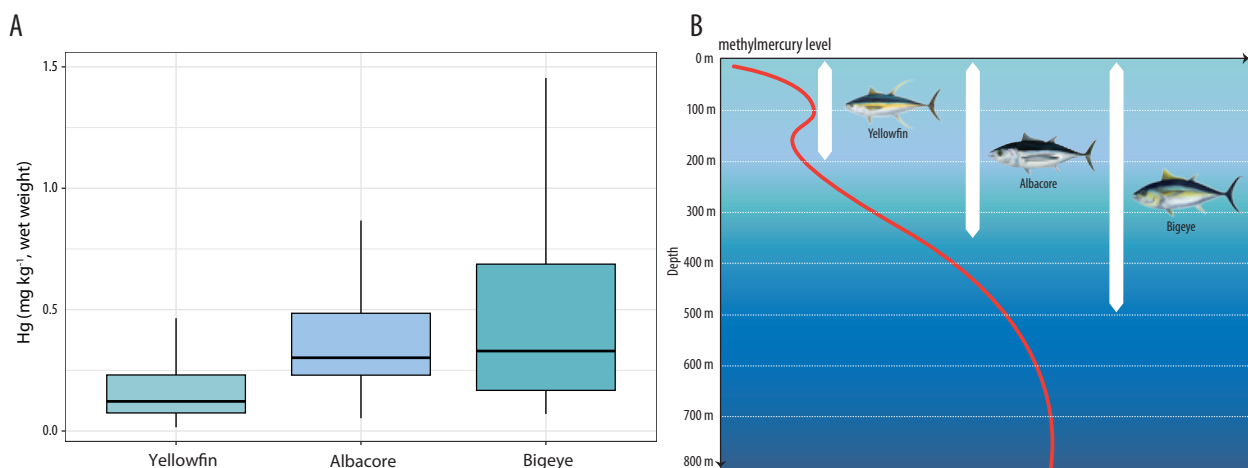 A
Hg (mg kg⁻¹, wet weight)
1.5
1.0
0.5
0.0
Yellowfin
Albacore
Bigeye
B
methylmercury level
Depth
0 m
100 m
200 m
300 m
400 m
500 m
600 m
700 m
800 m
Yellowfin
Albacore
Bigeye